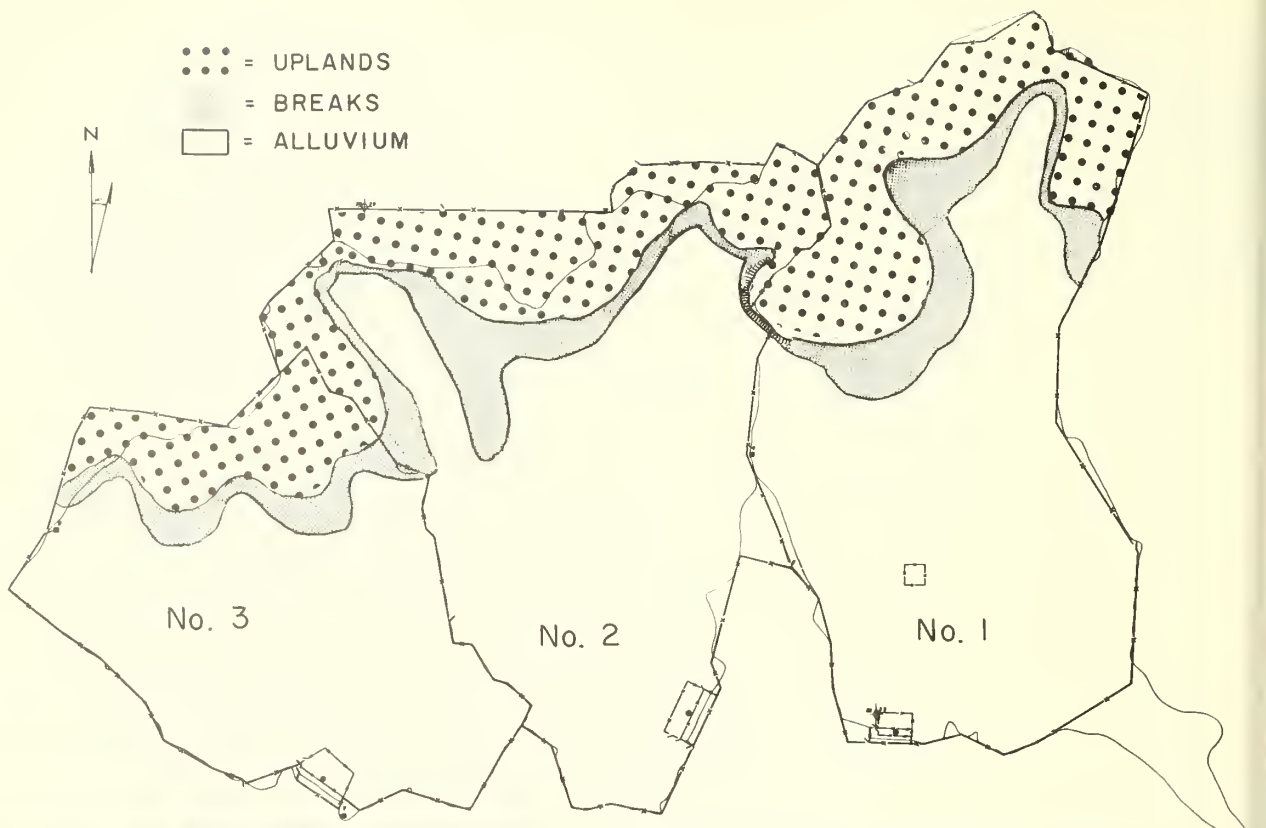 = UPLANDS
= BREAKS
= ALLUVIUM
N
No. 3
No. 2
No. 1